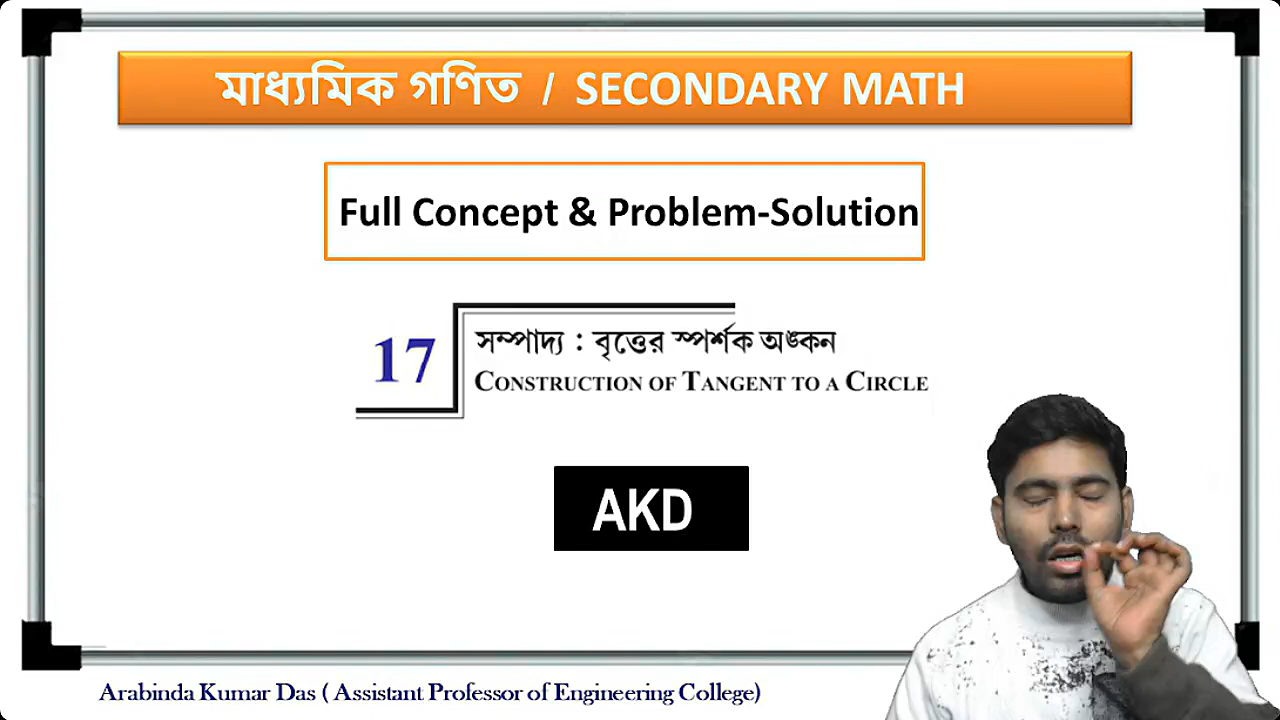 মাধ্যমিক গণিত / SECONDARY MATH
Full Concept & Problem-Solution
17
সম্পাদ্য : বৃত্তের স্পর্শক অঙ্কন
CONSTRUCTION OF TANGENT TO A CIRCLE
AKD
Arabinda Kumar Das ( Assistant Professor of Engineering College)